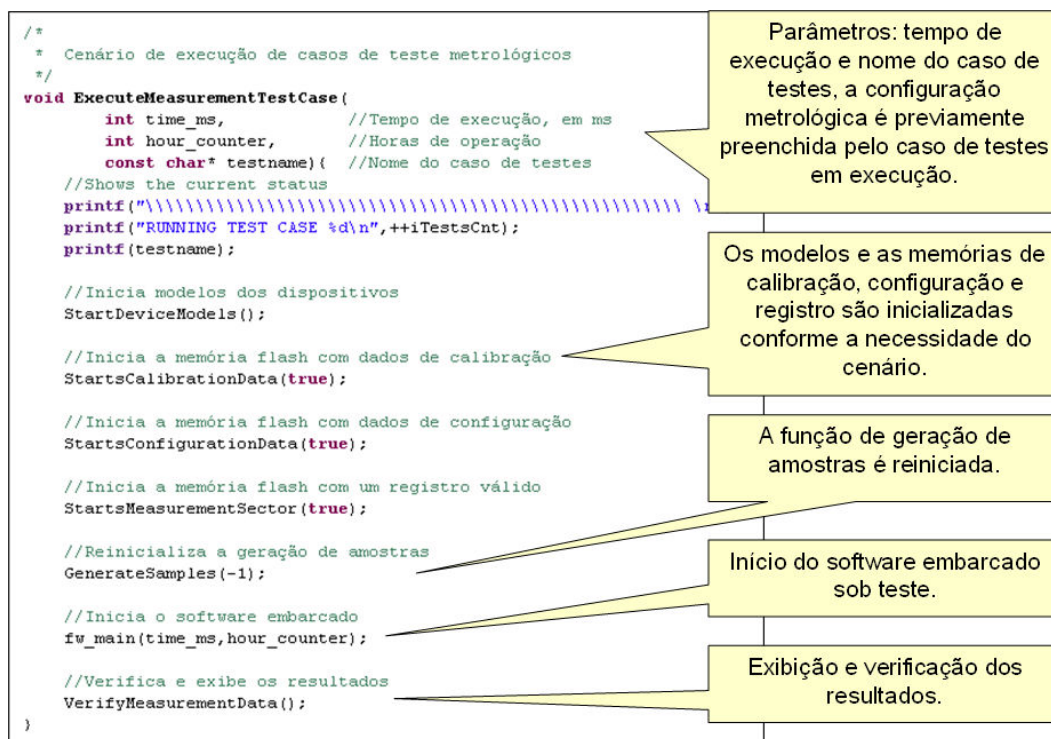 /*
 *  Cenário de execução de casos de teste metrológicos
 */
void ExecuteMeasurementTestCase(
        int time_ms,            //Tempo de execução, em ms
        int hour_counter,       //Horas de operação
        const char* testname){  //Nome do caso de testes
    //Shows the current status
    printf("\\\\\\\\\\\\\\\\\\\\\\\\\\\\\\\\\\\\\\\\\\\\\\\\\\\\ \
    printf("RUNNING TEST CASE %d\n",++iTestsCnt);
    printf(testname);
    //Inicia modelos dos dispositivos
    StartDeviceModels();
    //Inicia a memória flash com dados de calibração
    StartsCalibrationData(true);
    //Inicia a memória flash com dados de configuração
    StartsConfigurationData(true);
    //Inicia a memória flash com um registro válido
    StartsMeasurementSector(true);
    //Reinicializa a geração de amostras
    GenerateSamples(-1);
    //Inicia o software embarcado
    fw_main(time_ms,hour_counter);
    //Verifica e exibe os resultados
    VerifyMeasurementData();
}
Parâmetros: tempo de
execução e nome do caso de
testes, a configuração
metrológica é previamente
preenchida pelo caso de testes
em execução.
Os modelos e as memórias de
calibração, configuração e
registro são inicializadas
conforme a necessidade do
cenário.
A função de geração de
amostras é reiniciada.
Início do software embarcado
sob teste.
Exibição e verificação dos
resultados.